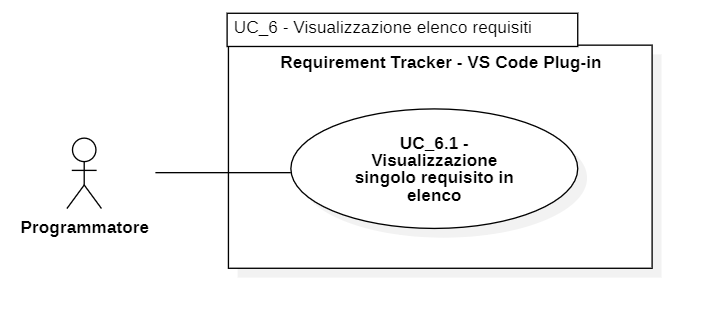 UC_6 - Visualizzazione elenco requisiti
Requirement Tracker - VS Code Plug-in
UC_6.1 -
Visualizzazione
singolo requisito in
elenco
Programmatore